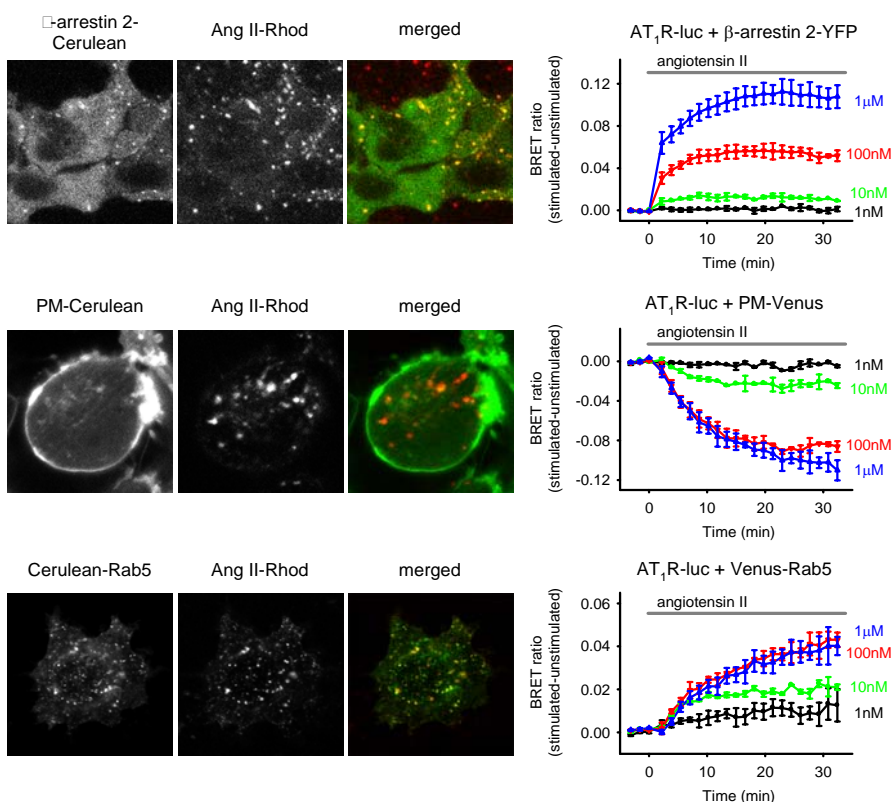 □-arrestin 2-
Cerulean
Ang II-Rhod
merged
AT1R-luc + β-arrestin 2-YFP
angiotensin II
BRET ratio
(stimulated-unstimulated)
0.12
0.08
0.04
0.00
1μM
100nM
10nM
1nM
0 10 20 30
Time (min)
PM-Cerulean
Ang II-Rhod
merged
AT1R-luc + PM-Venus
angiotensin II
BRET ratio
(stimulated-unstimulated)
0.00
-0.04
-0.08
-0.12
1nM
10nM
100nM
1μM
0 10 20 30
Time (min)
Cerulean-Rab5
Ang II-Rhod
merged
AT1R-luc + Venus-Rab5
angiotensin II
BRET ratio
(stimulated-unstimulated)
0.06
0.04
0.02
0.00
1μM
100nM
10nM
1nM
0 10 20 30
Time (min)